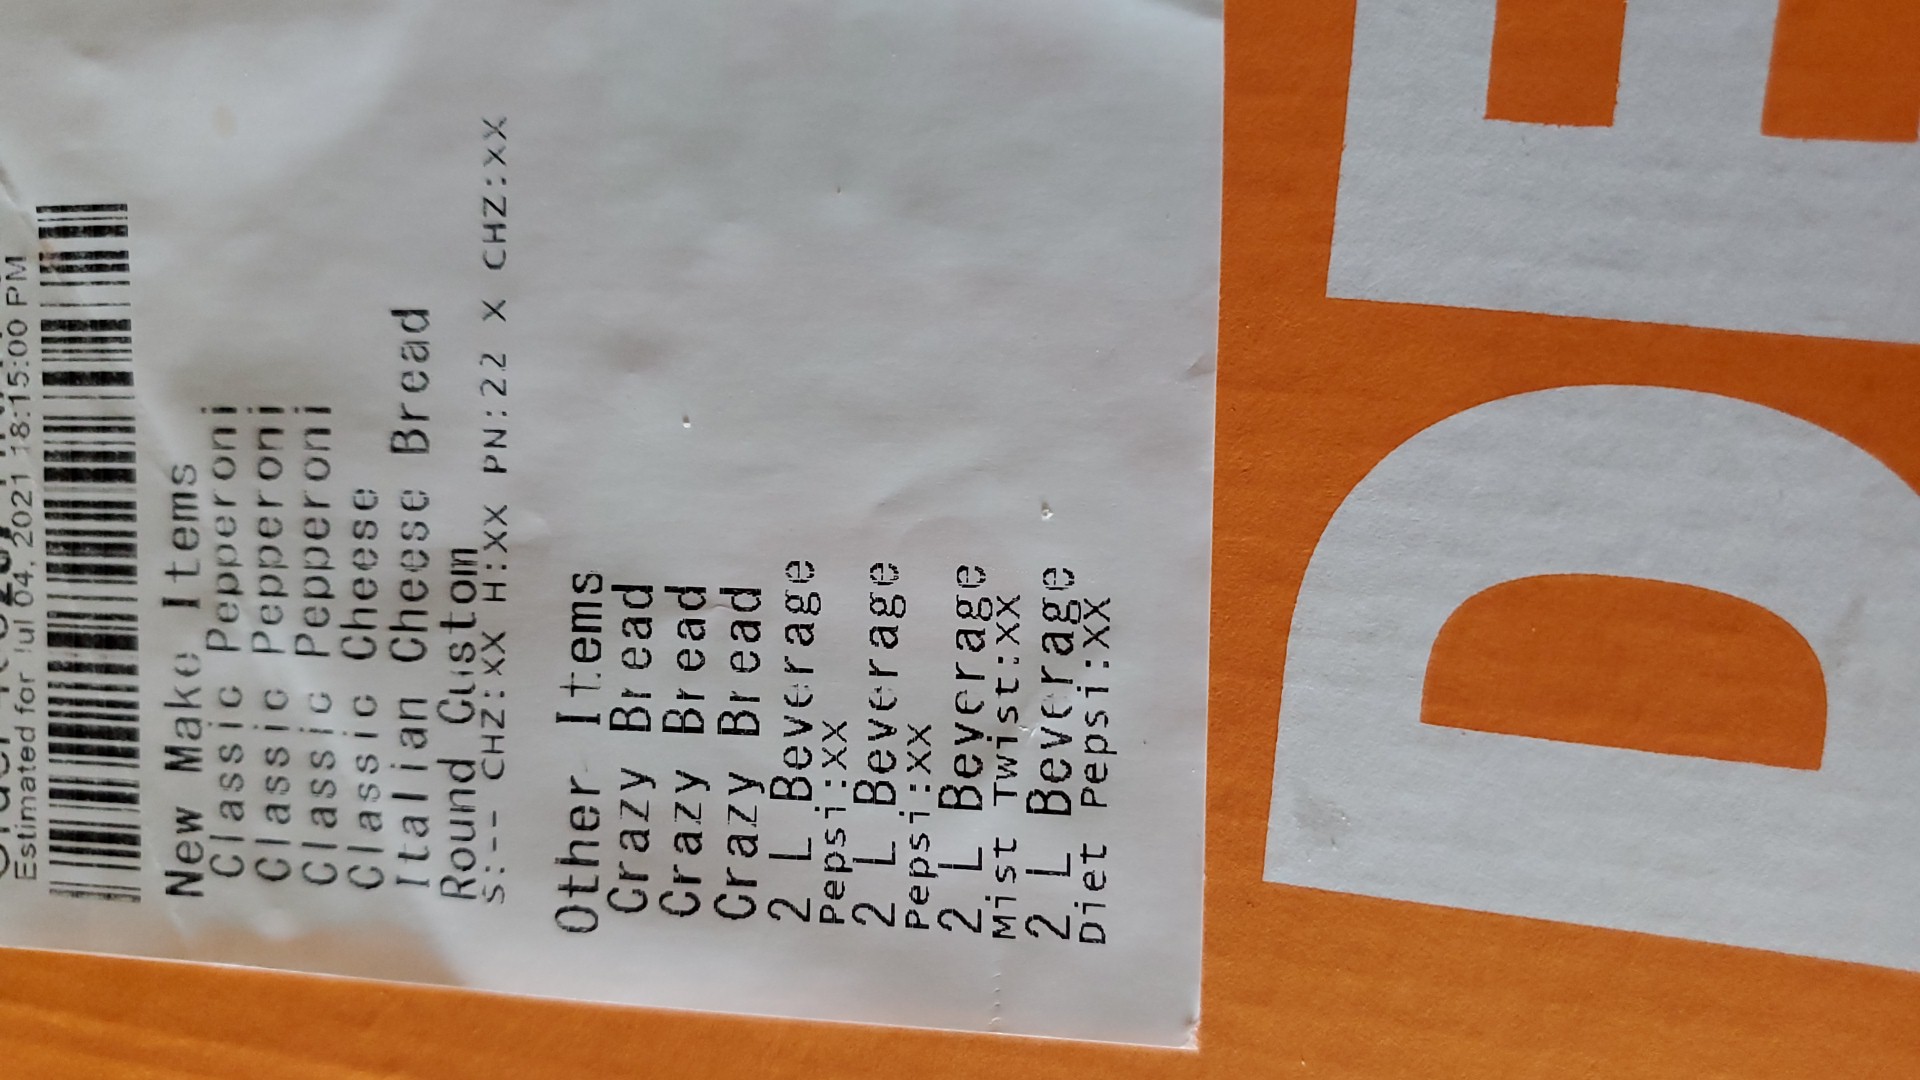 Estimated for Jul 04, 2021 18:15:00 PM
New Make Items
Classic Pepperoni
Classic Pepperoni
Classic Pepperoni
Classic Cheese
Italian Cheese Bread
Round Custom
S:-- CHZ:XX H:XX PN:22 X CHZ:XX
Other Items
Crazy Bread
Crazy Bread
Crazy Bread
2 L Beverage
Pepsi:XX
2 L Beverage
Pepsi:XX
2 L Beverage
Mist Twist:XX
2 L Beverage
Diet Pepsi:XX
DE